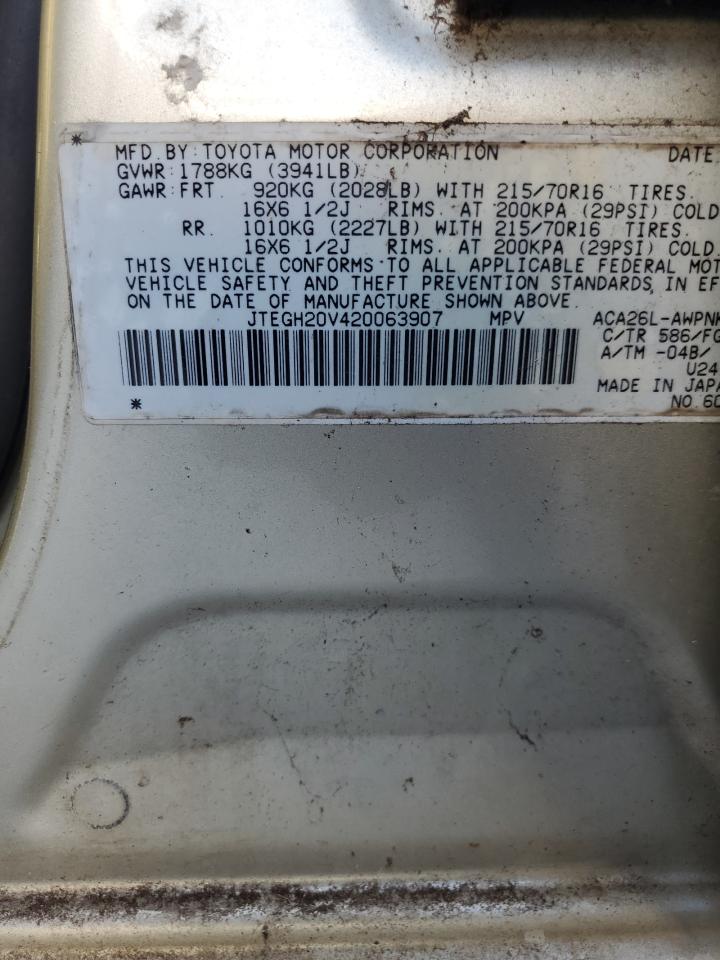 *
MFD.BY:TOYOTA MOTOR CORPORATION DATE
GVWR:1788KG (3941LB)
GAWR:FRT. 920KG (2028LB) WITH 215/70R16 TIRES.
16X6 1/2J RIMS. AT 200KPA (29PSI) COLD
RR. 1010KG (2227LB) WITH 215/70R16 TIRES.
16X6 1/2J RIMS. AT 200KPA (29PSI) COLD.
THIS VEHICLE CONFORMS TO ALL APPLICABLE FEDERAL MOT
VEHICLE SAFETY AND THEFT PREVENTION STANDARDS IN EF
ON THE DATE OF MANUFACTURE SHOWN ABOVE.
JTEGH20V420063907 MPV ACA26L-AWPNK
C/TR 586/FG
A/TM -04B/
U24
MADE IN JAPA
* NO.60